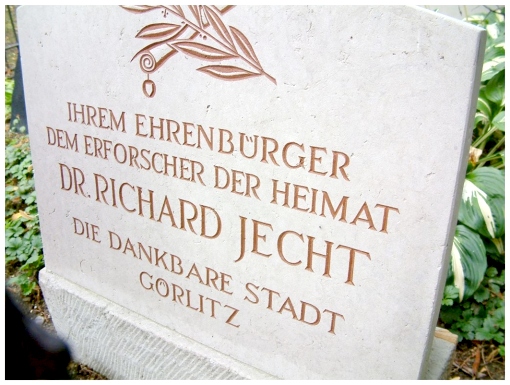 IHREM EHRENBÜRGER
DEM ERFORSCHER DER HEIMAT
DR. RICHARD JECHT
DIE DANKBARE STADT
GÖRLITZ